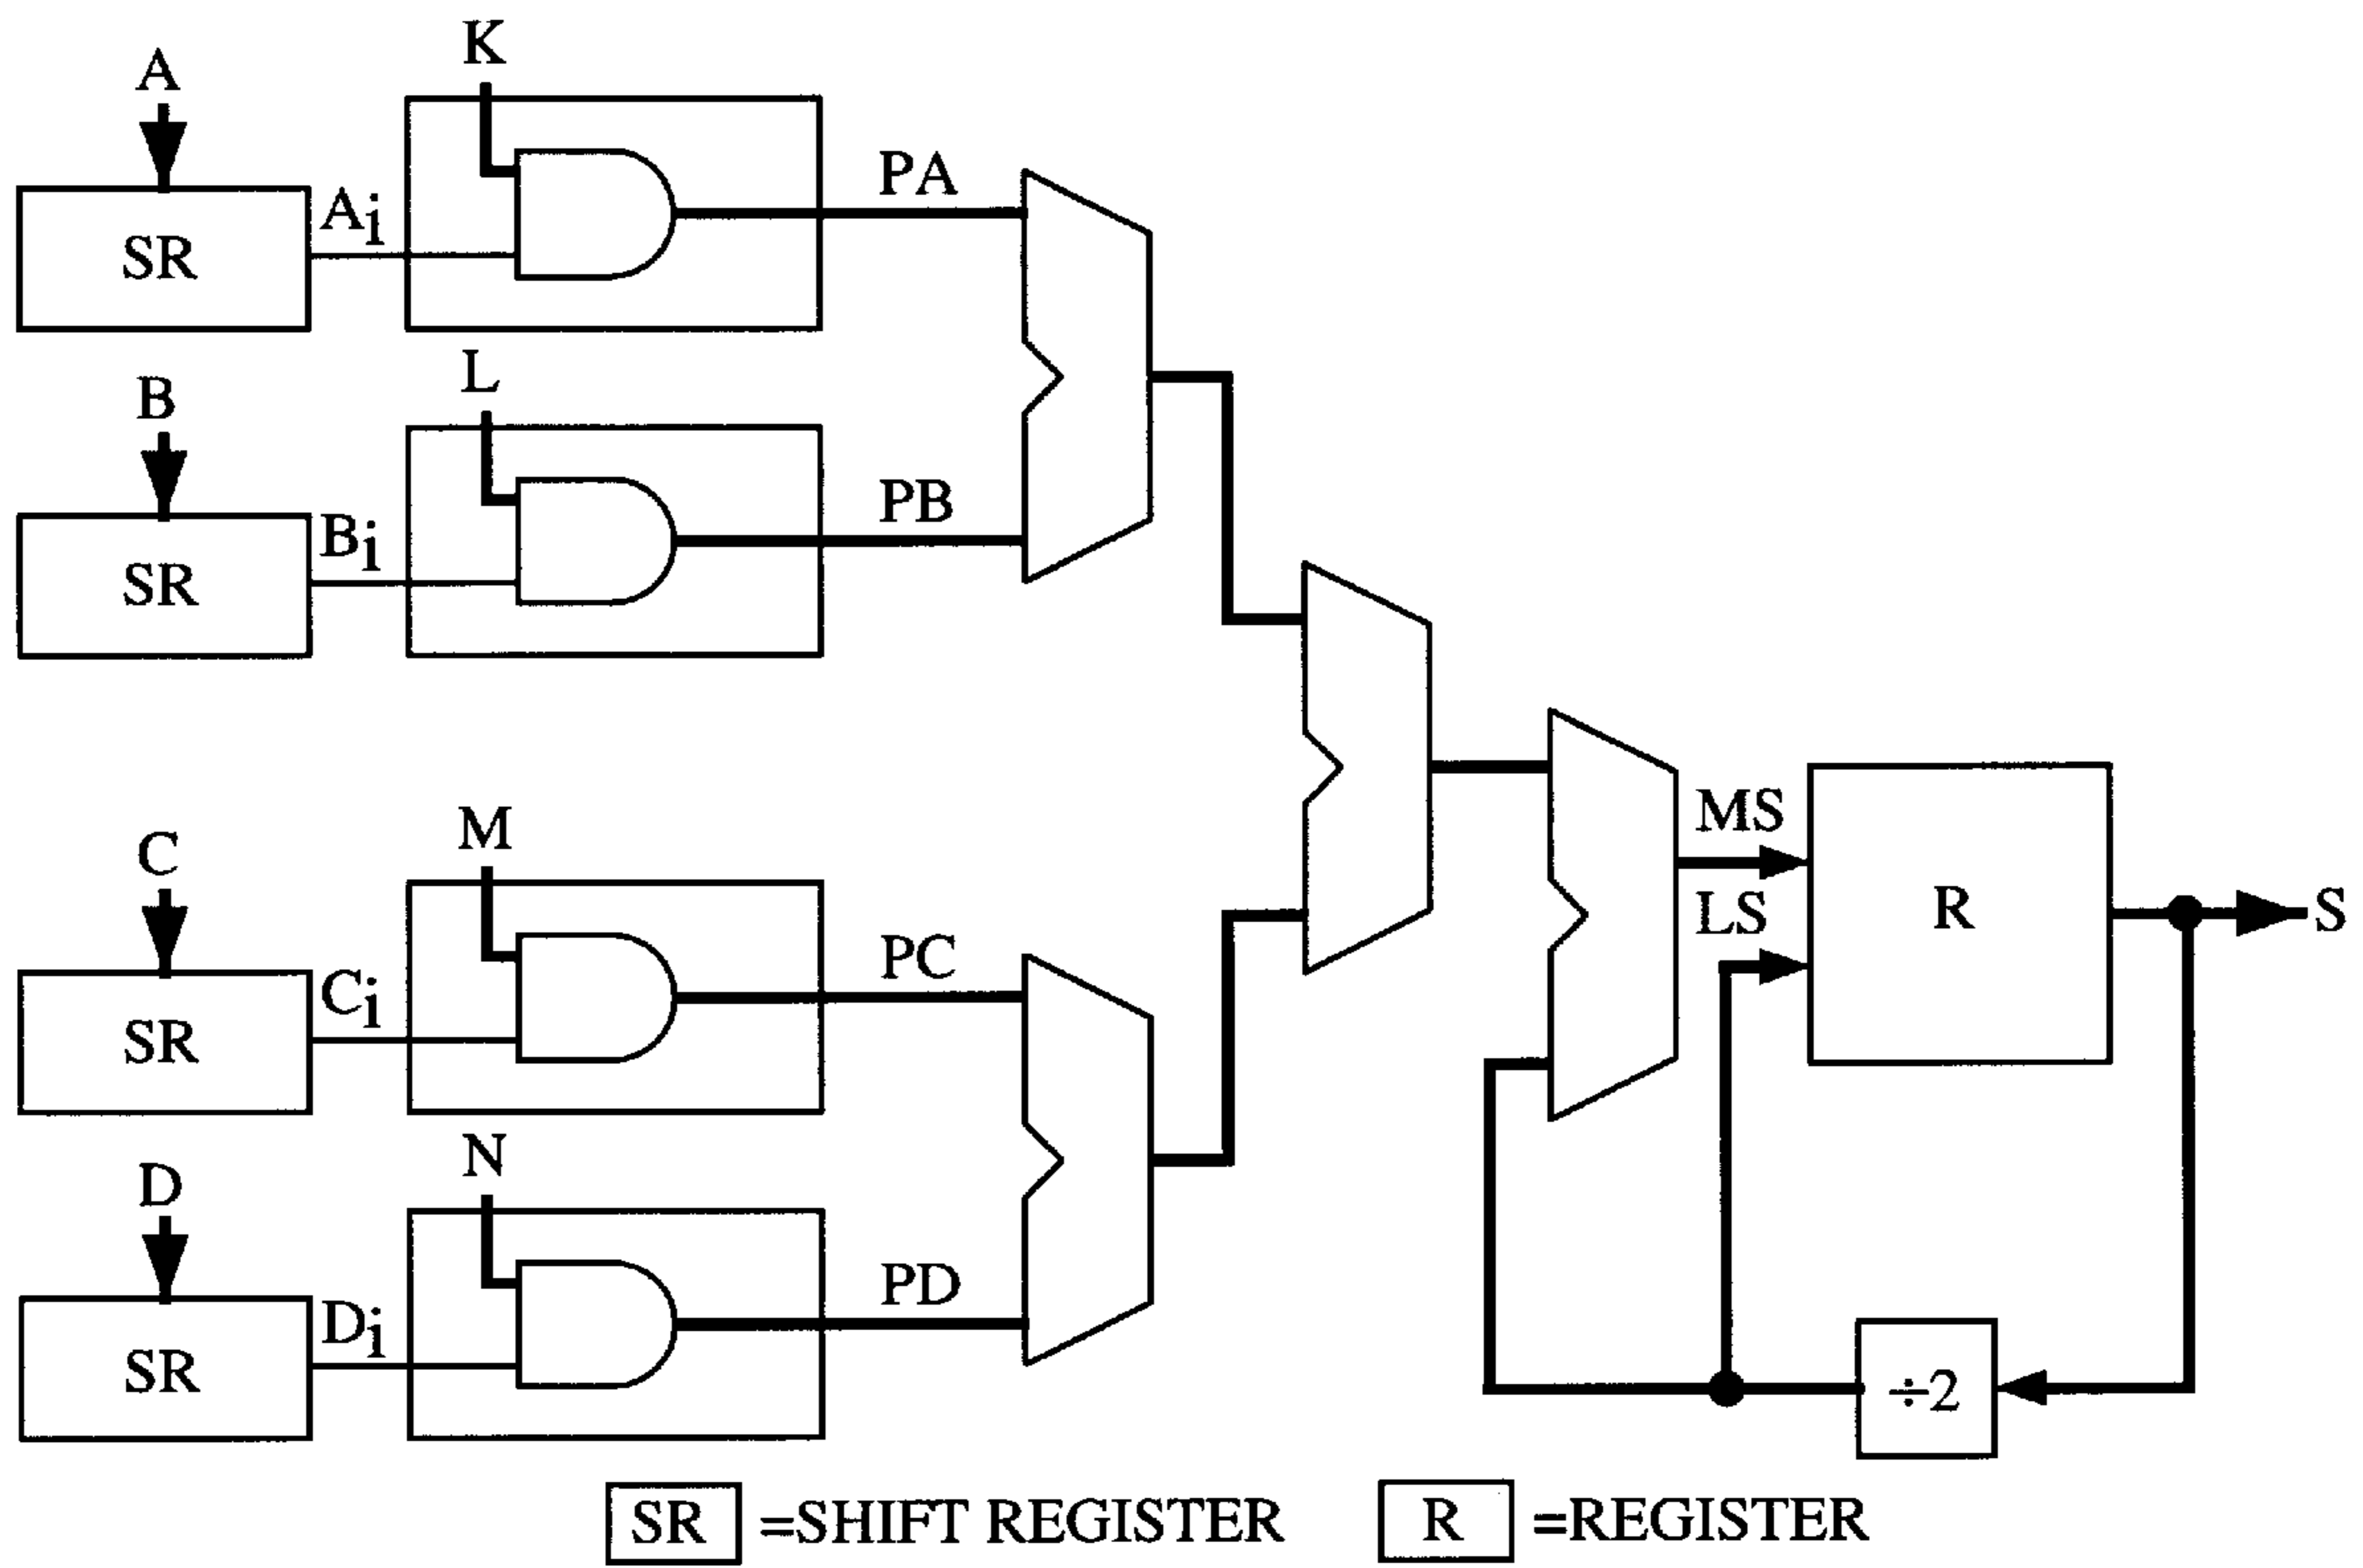 K
A
PA
Ai
SR
L
B
PB
Bi
SR
M
MS
C
LS
R
S
PC
Ci
SR
N
D
PD
Di
SR
÷2
SR =SHIFT REGISTER
R =REGISTER